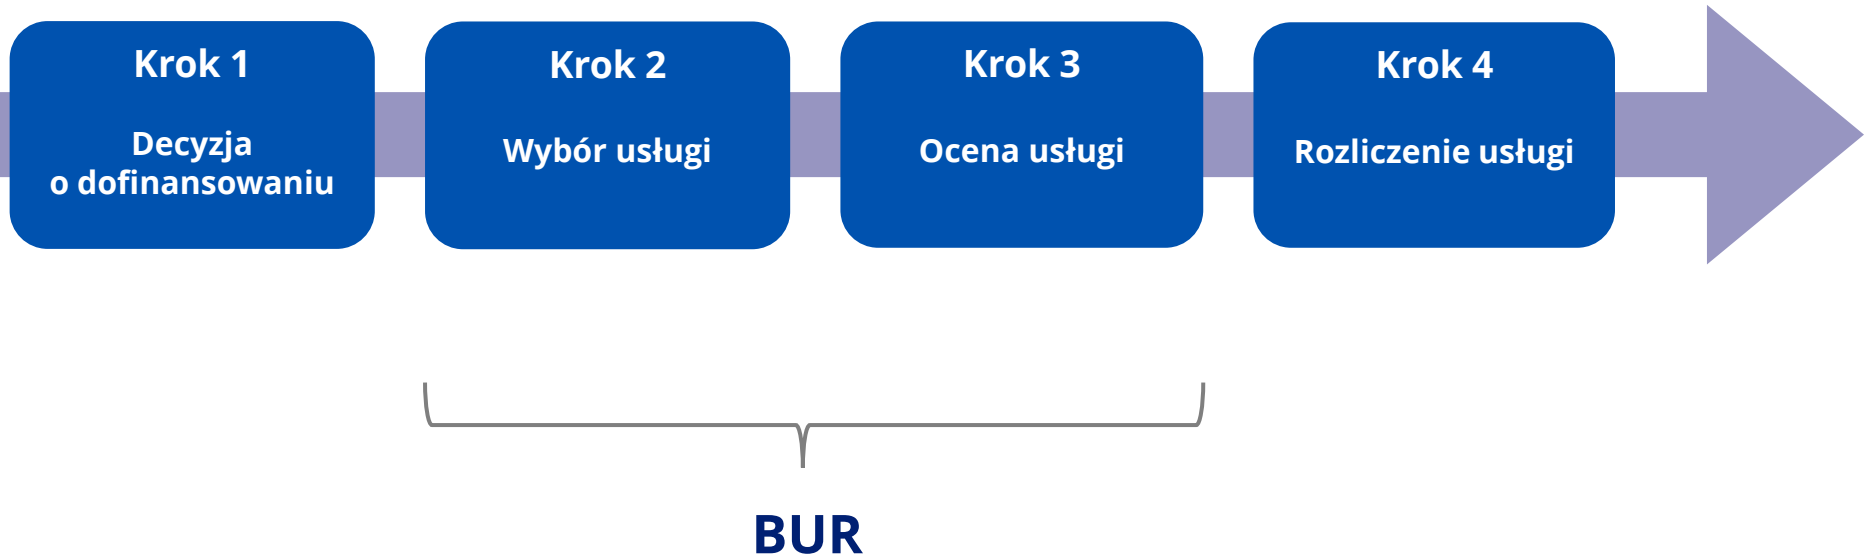 Krok 1
Decyzja
o dofinansowaniu
Krok 2
Wybór usługi
Krok 3
Ocena usługi
Krok 4
Rozliczenie usługi
BUR